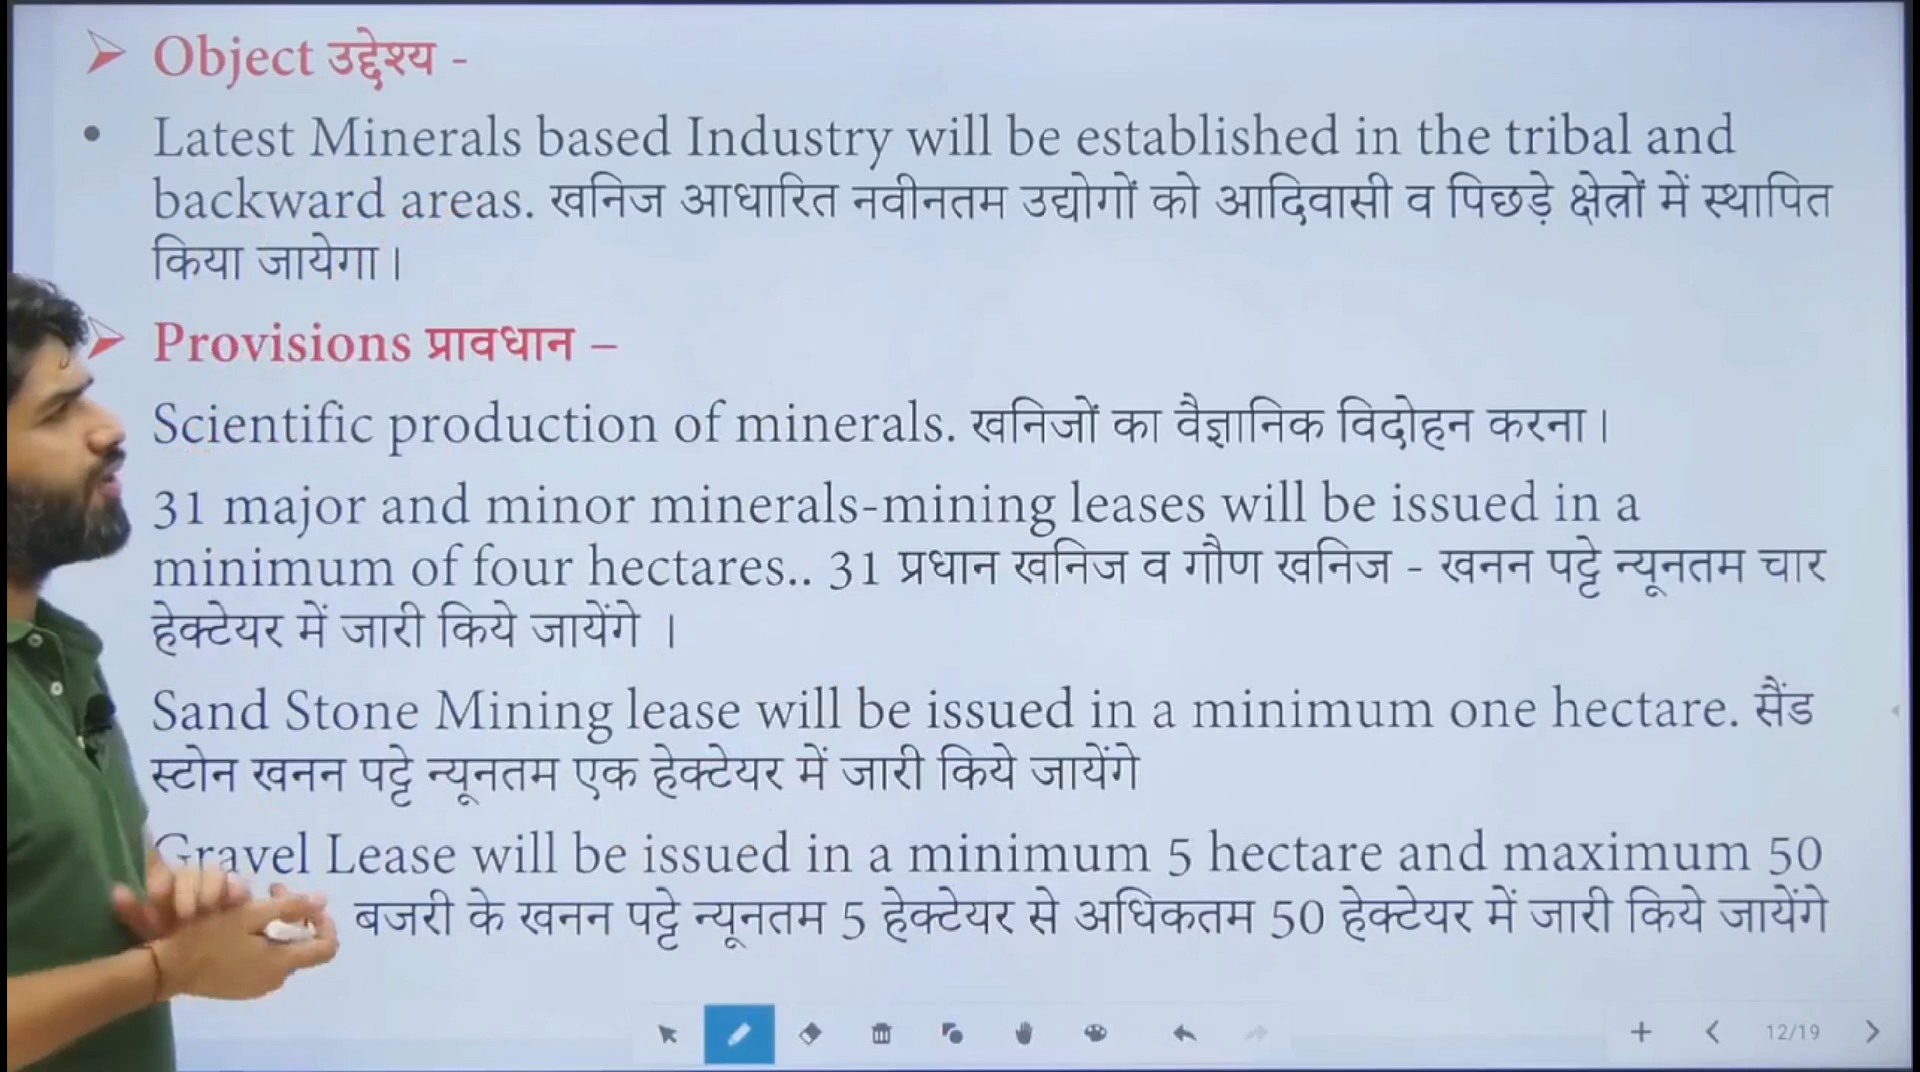 Object उद्देश्य -
• Latest Minerals based Industry will be established in the tribal and
backward areas. खनिज आधारित नवीनतम उद्योगों को आदिवासी व पिछड़े क्षेत्रों में स्थापित
किया जायेगा।
Provisions प्रावधान –
Scientific production of minerals. खनिजों का वैज्ञानिक विदोहन करना।
31 major and minor minerals-mining leases will be issued in a
minimum of four hectares.. 31 प्रधान खनिज व गौण खनिज - खनन पट्टे न्यूनतम चार
हेक्टेयर में जारी किये जायेंगे ।
Sand Stone Mining lease will be issued in a minimum one hectare. सैंड
स्टोन खनन पट्टे न्यूनतम एक हेक्टेयर में जारी किये जायेंगे
Gravel Lease will be issued in a minimum 5 hectare and maximum 50
बजरी के खनन पट्टे न्यूनतम 5 हेक्टेयर से अधिकतम 50 हेक्टेयर में जारी किये जायेंगे
12/19